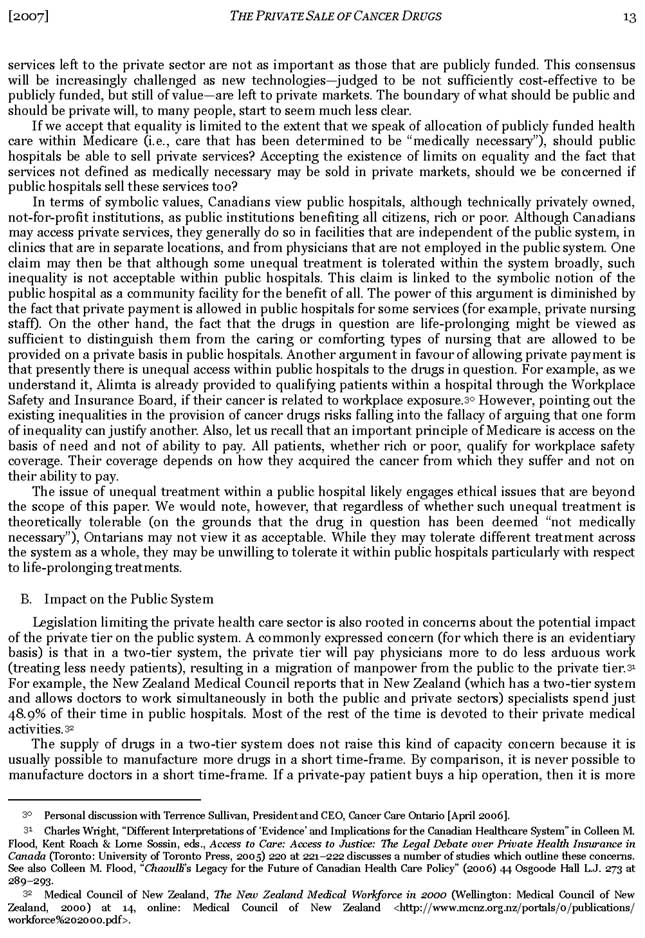 [2007] THE PRIVATE SALE OF CANCER DRUGS 13
services left to the private sector are not as important as those that are publicly funded. This consensus
will be increasingly challenged as new technologies—judged to be not sufficiently cost-effective to be
publicly funded, but still of value—are left to private markets. The boundary of what should be public and
should be private will, to many people, start to seem much less clear.
If we accept that equality is limited to the extent that we speak of allocation of publicly funded health
care within Medicare (i.e., care that has been determined to be “medically necessary”), should public
hospitals be able to sell private services? Accepting the existence of limits on equality and the fact that
services not defined as medically necessary may be sold in private markets, should we be concerned if
public hospitals sell these services too?
In terms of symbolic values, Canadians view public hospitals, although technically privately owned,
not-for-profit institutions, as public institutions benefiting all citizens, rich or poor. Although Canadians
may access private services, they generally do so in facilities that are independent of the public system, in
clinics that are in separate locations, and from physicians that are not employed in the public system. One
claim may then be that although some unequal treatment is tolerated within the system broadly, such
inequality is not acceptable within public hospitals. This claim is linked to the symbolic notion of the
public hospital as a community facility for the benefit of all. The power of this argument is diminished by
the fact that private payment is allowed in public hospitals for some services (for example, private nursing
staff). On the other hand, the fact that the drugs in question are life-prolonging might be viewed as
sufficient to distinguish them from the caring or comforting types of nursing that are allowed to be
provided on a private basis in public hospitals. Another argument in favour of allowing private payment is
that presently there is unequal access within public hospitals to the drugs in question. For example, as we
understand it, Alimta is already provided to qualifying patients within a hospital through the Workplace
Safety and Insurance Board, if their cancer is related to workplace exposure.30 However, pointing out the
existing inequalities in the provision of cancer drugs risks falling into the fallacy of arguing that one form
of inequality can justify another. Also, let us recall that an important principle of Medicare is access on the
basis of need and not of ability to pay. All patients, whether rich or poor, qualify for workplace safety
coverage. Their coverage depends on how they acquired the cancer from which they suffer and not on
their ability to pay.
The issue of unequal treatment within a public hospital likely engages ethical issues that are beyond
the scope of this paper. We would note, however, that regardless of whether such unequal treatment is
theoretically tolerable (on the grounds that the drug in question has been deemed “not medically
necessary”), Ontarians may not view it as acceptable. While they may tolerate different treatment across
the system as a whole, they may be unwilling to tolerate it within public hospitals particularly with respect
to life-prolonging treatments.
B. Impact on the Public System
Legislation limiting the private health care sector is also rooted in concerns about the potential impact
of the private tier on the public system. A commonly expressed concern (for which there is an evidentiary
basis) is that in a two-tier system, the private tier will pay physicians more to do less arduous work
(treating less needy patients), resulting in a migration of manpower from the public to the private tier.31
For example, the New Zealand Medical Council reports that in New Zealand (which has a two-tier system
and allows doctors to work simultaneously in both the public and private sectors) specialists spend just
48.9% of their time in public hospitals. Most of the rest of the time is devoted to their private medical
activities.32
The supply of drugs in a two-tier system does not raise this kind of capacity concern because it is
usually possible to manufacture more drugs in a short time-frame. By comparison, it is never possible to
manufacture doctors in a short time-frame. If a private-pay patient buys a hip operation, then it is more
30 Personal discussion with Terrence Sullivan, President and CEO, Cancer Care Ontario [April 2006].
31 Charles Wright, “Different Interpretations of ‘Evidence’ and Implications for the Canadian Healthcare System” in Colleen M.
Flood, Kent Roach & Lorne Sossin, eds., Access to Care: Access to Justice: The Legal Debate over Private Health Insurance in
Canada (Toronto: University of Toronto Press, 2005) 220 at 221–222 discusses a number of studies which outline these concerns.
See also Colleen M. Flood, “Chaoulli’s Legacy for the Future of Canadian Health Care Policy” (2006) 44 Osgoode Hall L.J. 273 at
289–293.
32 Medical Council of New Zealand, The New Zealand Medical Workforce in 2000 (Wellington: Medical Council of New
Zealand, 2000) at 14, online: Medical Council of New Zealand <http://www.mcnz.org.nz/portals/0/publications/
workforce%202000.pdf>.